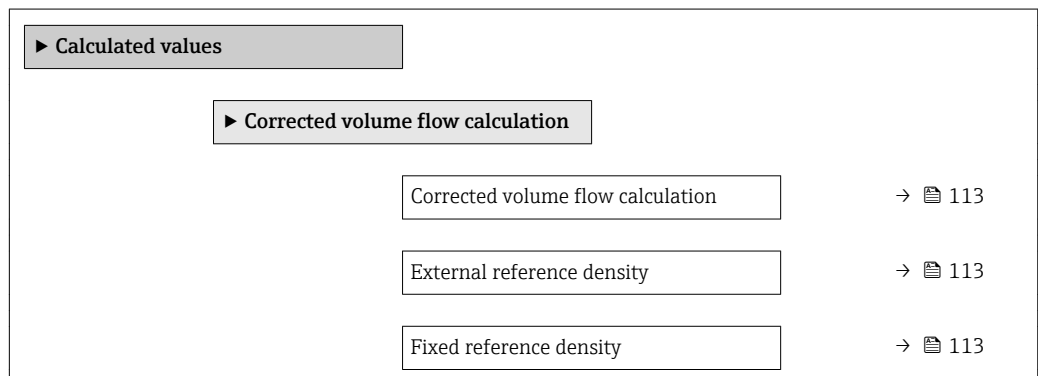 ▶ Calculated values
▶ Corrected volume flow calculation
Corrected volume flow calculation → 113
External reference density → 113
Fixed reference density → 113